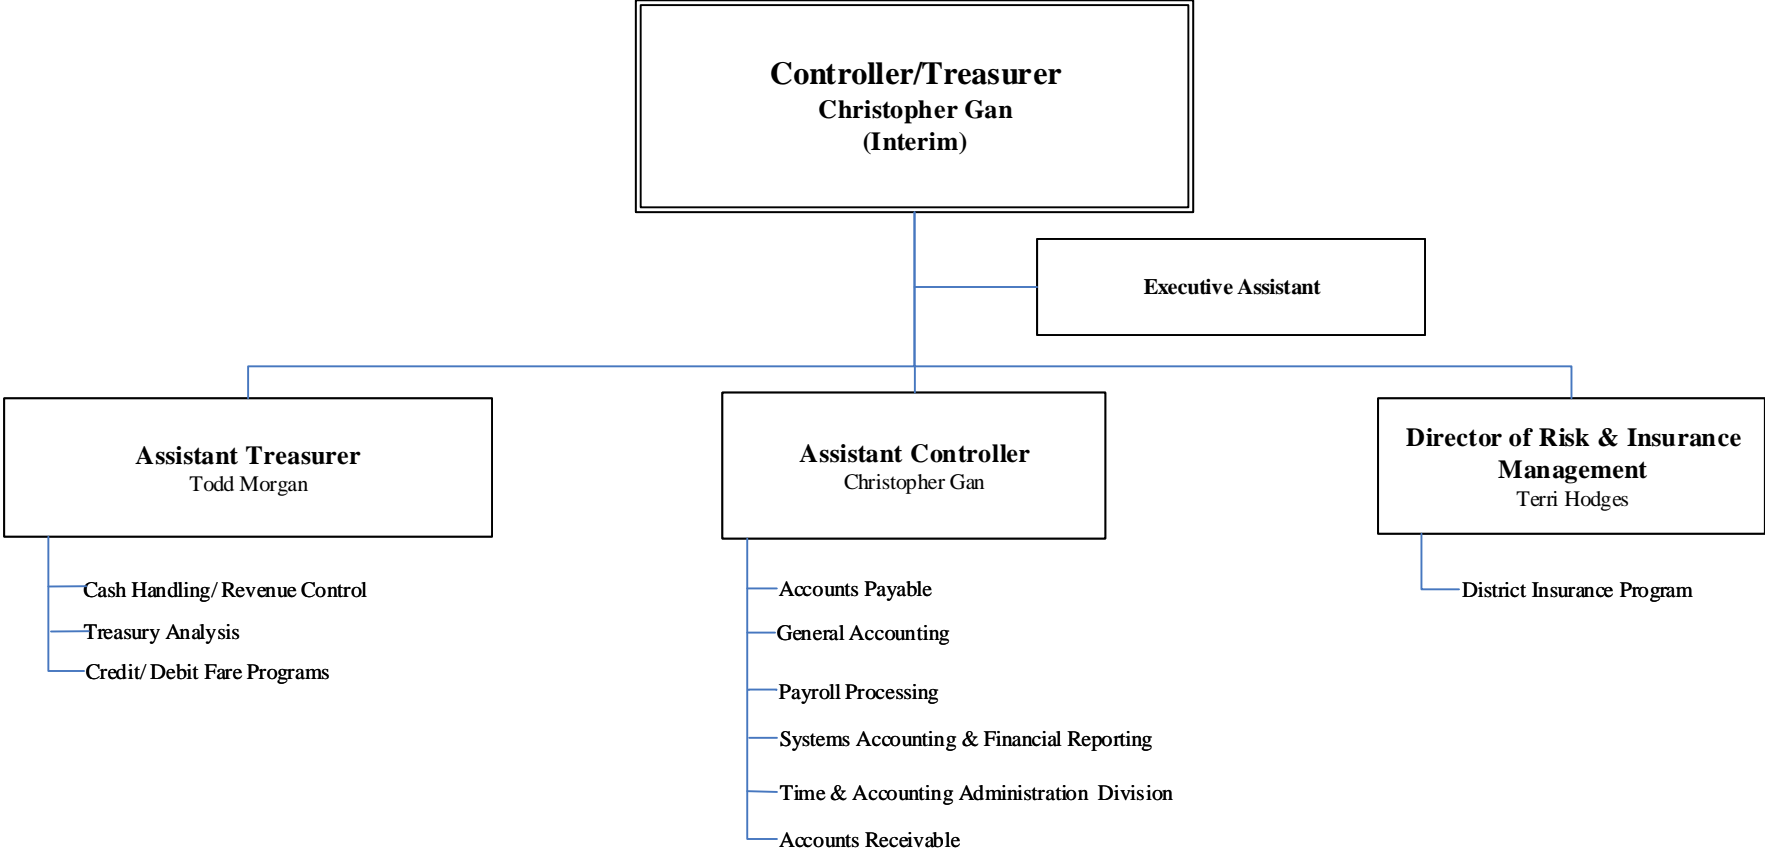 Controller/Treasurer
Christopher Gan
(Interim)
Executive Assistant
Assistant Treasurer
Todd Morgan
Cash Handling/ Revenue Control
Treasury Analysis
Credit/ Debit Fare Programs
Assistant Controller
Christopher Gan
Accounts Payable
General Accounting
Payroll Processing
Systems Accounting & Financial Reporting
Time & Accounting Administration Division
Accounts Receivable
Director of Risk & Insurance
Management
Terri Hodges
District Insurance Program